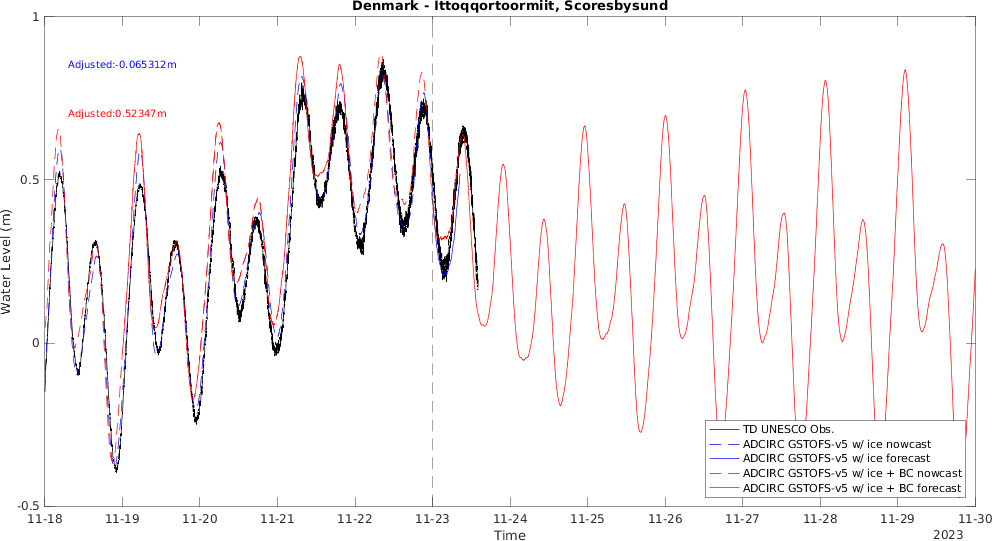 Denmark - Ittoqqortoormiit, Scoresbysund
Adjusted:-0.065312m
Adjusted:0.52347m
Water Level (m)
1
0.5
0
-0.5
11-18 11-19 11-20 11-21 11-22 11-23 11-24 11-25 11-26 11-27 11-28 11-29 11-30
Time
2023
TD UNESCO Obs.
ADCIRC GSTOFS-v5 w/ ice nowcast
ADCIRC GSTOFS-v5 w/ ice forecast
ADCIRC GSTOFS-v5 w/ ice + BC nowcast
ADCIRC GSTOFS-v5 w/ ice + BC forecast